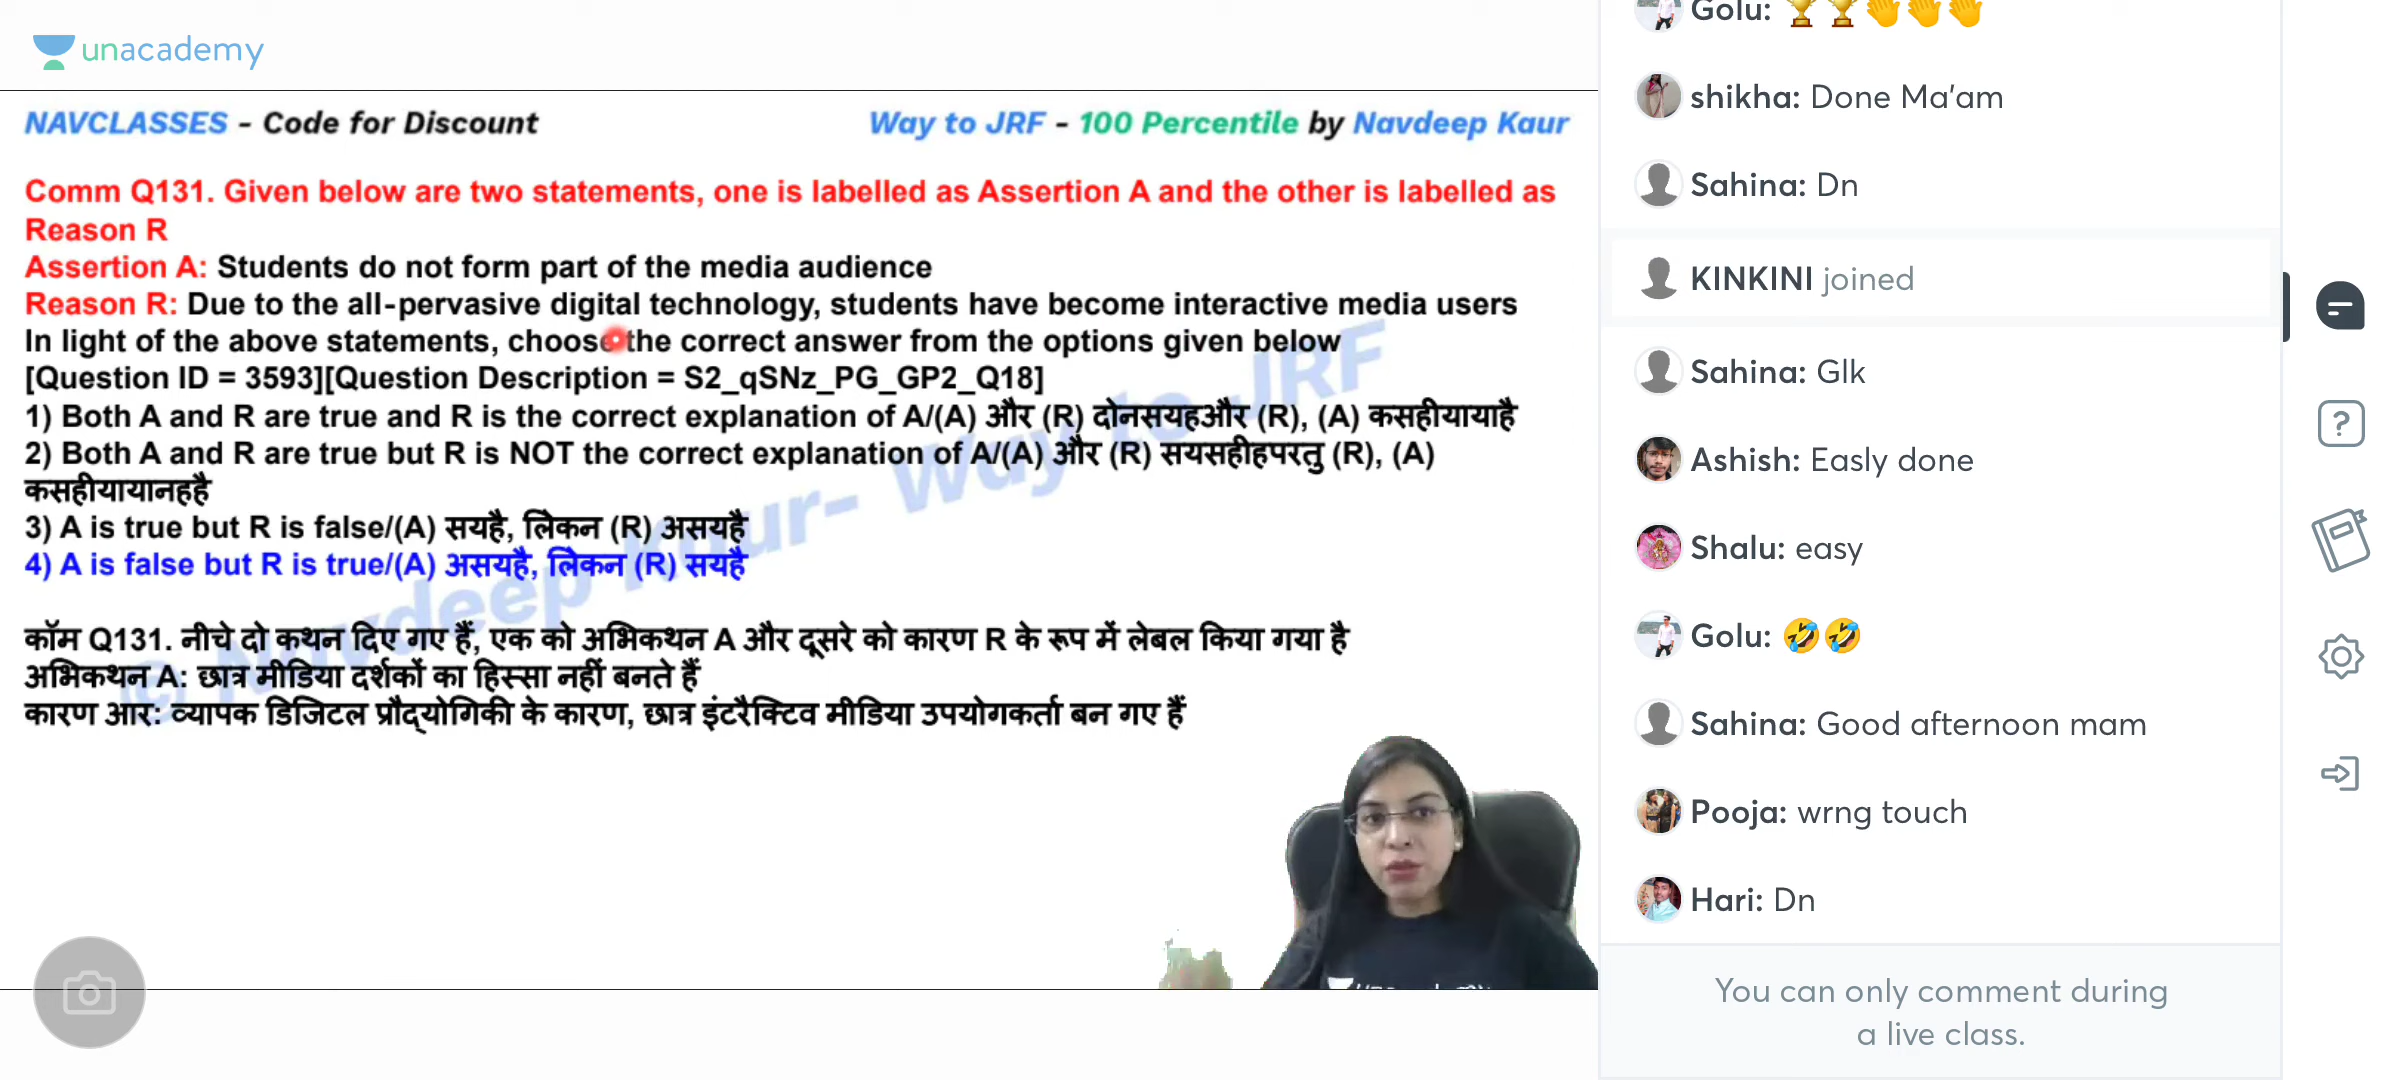 unacademy
NAVCLASSES - Code for Discount
Way to JRF - 100 Percentile by Navdeep Kaur
Comm Q131. Given below are two statements, one is labelled as Assertion A and the other is labelled as
Reason R
Assertion A: Students do not form part of the media audience
Reason R: Due to the all-pervasive digital technology, students have become interactive media users
In light of the above statements, choose the correct answer from the options given below
[Question ID = 3593][Question Description = S2_qSNz_PG_GP2_Q18]
1) Both A and R are true and R is the correct explanation of A/(A) और (R) दोनसयहऔर (R), (A) कसहीयायाहै
2) Both A and R are true but R is NOT the correct explanation of A/(A) और (R) सयसहीहपरतु (R), (A)
कसहीयायानहहै
3) A is true but R is false/(A) सयहै, लिेकन (R) असयहै
4) A is false but R is true/(A) असयहै, लिेकन (R) सयहै
कॉम Q131. नीचे दो कथन दिए गए हैं, एक को अभिकथन A और दूसरे को कारण R के रूप में लेबल किया गया है
अभिकथन A: छात्र मीडिया दर्शकों का हिस्सा नहीं बनते हैं
कारण आर: व्यापक डिजिटल प्रौद्योगिकी के कारण, छात्र इंटरैक्टिव मीडिया उपयोगकर्ता बन गए हैं
© Navdeep Kaur- Way to JRF
Golu: 🏆🏆👏👏👏
shikha: Done Ma'am
Sahina: Dn
KINKINI joined
Sahina: Glk
Ashish: Easly done
Shalu: easy
Golu: 🤣🤣
Sahina: Good afternoon mam
Pooja: wrng touch
Hari: Dn
You can only comment during
a live class.